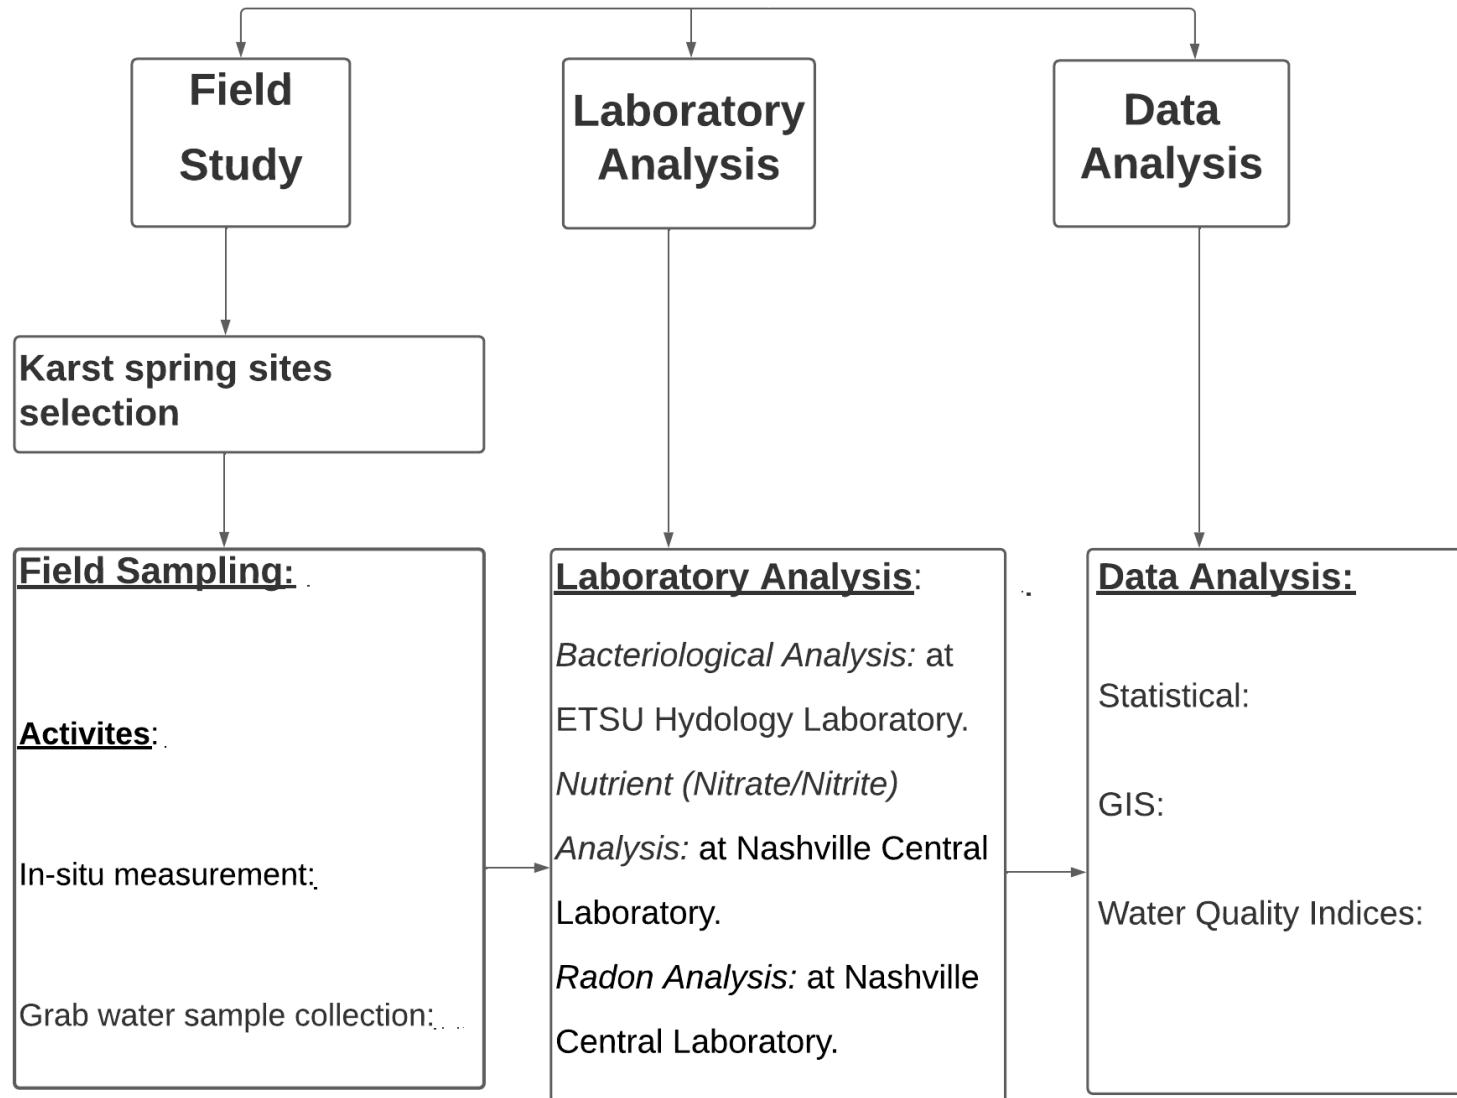 Field
Study
Laboratory
Analysis
Data
Analysis
Karst spring sites
selection
Field Sampling:
Activites:
In-situ measurement:
Grab water sample collection:
Laboratory Analysis:
Bacteriological Analysis: at
ETSU Hydology Laboratory.
Nutrient (Nitrate/Nitrite)
Analysis: at Nashville Central
Laboratory.
Radon Analysis: at Nashville
Central Laboratory.
Data Analysis:
Statistical:
GIS:
Water Quality Indices: